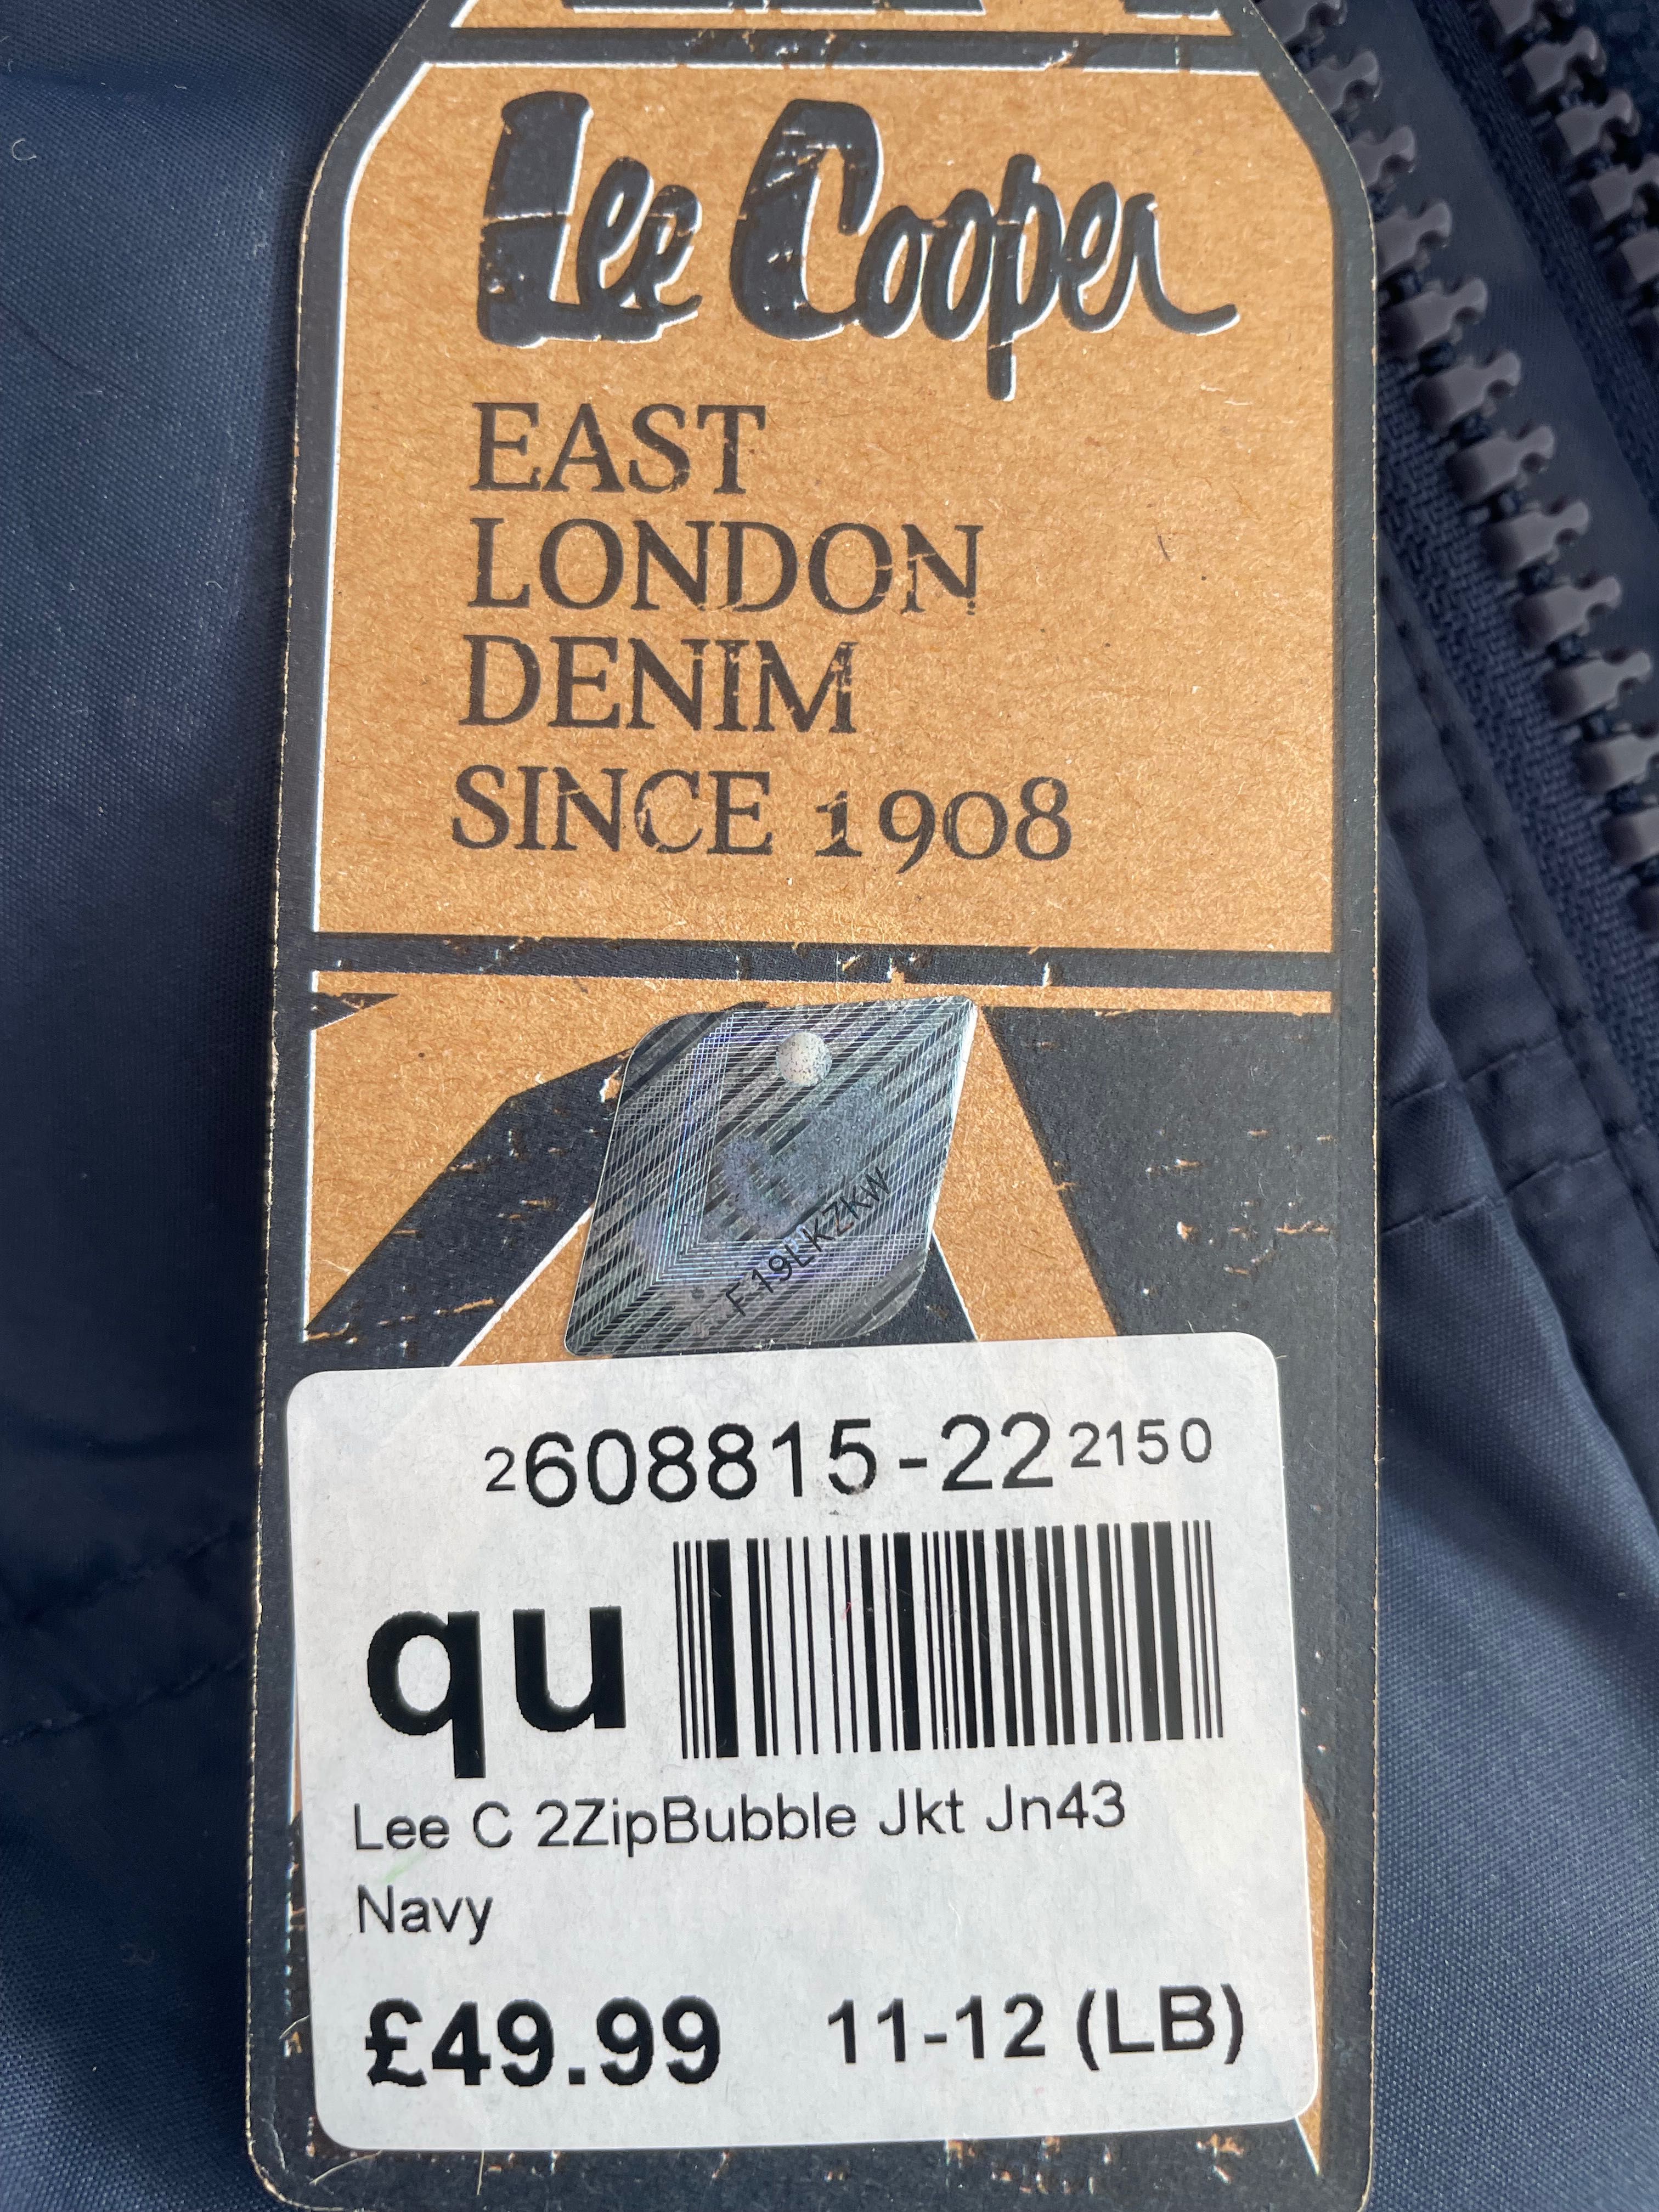 Lee Cooper
EAST
LONDON
DENIM
SINCE 1908
F19LKZKW
2608815-22 2150
qu
Lee C 2ZipBubble Jkt Jn43
Navy
£49.99 11-12 (LB)